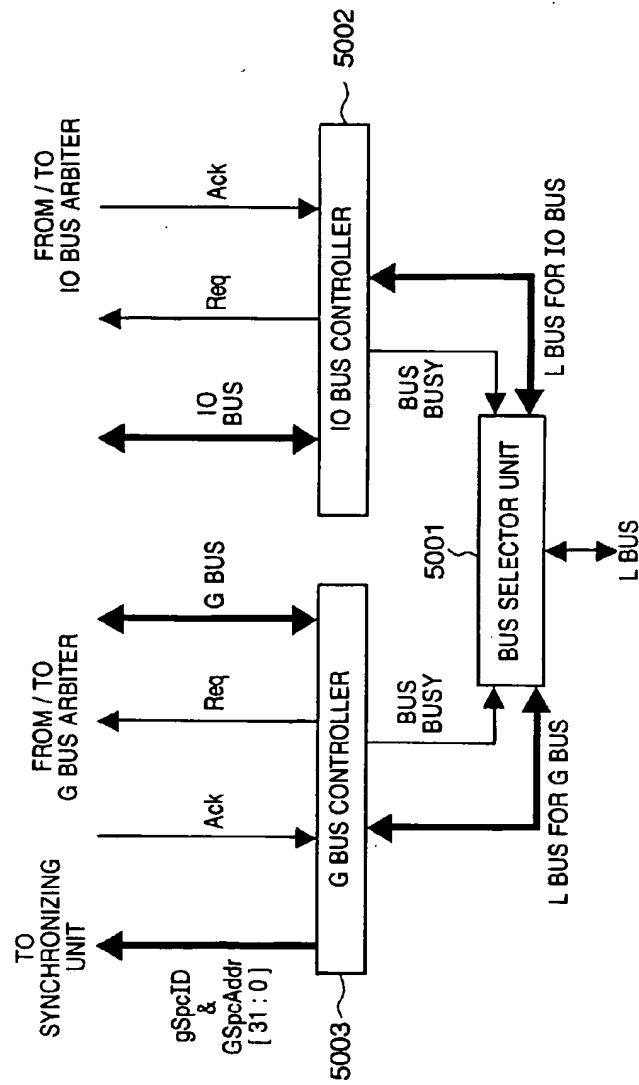 TO
SYNCHRONIZING
UNIT
FROM / TO
G BUS ARBITER
FROM / TO
IO BUS ARBITER
gSpcID
&
GSpcAddr
[ 31 : 0 ]
Ack
Req
G BUS
IO
BUS
Req
Ack
5003
G BUS CONTROLLER
IO BUS CONTROLLER
5002
BUS
BUSY
BUS
BUSY
5001
BUS SELECTOR UNIT
L BUS FOR G BUS
L BUS
L BUS FOR IO BUS